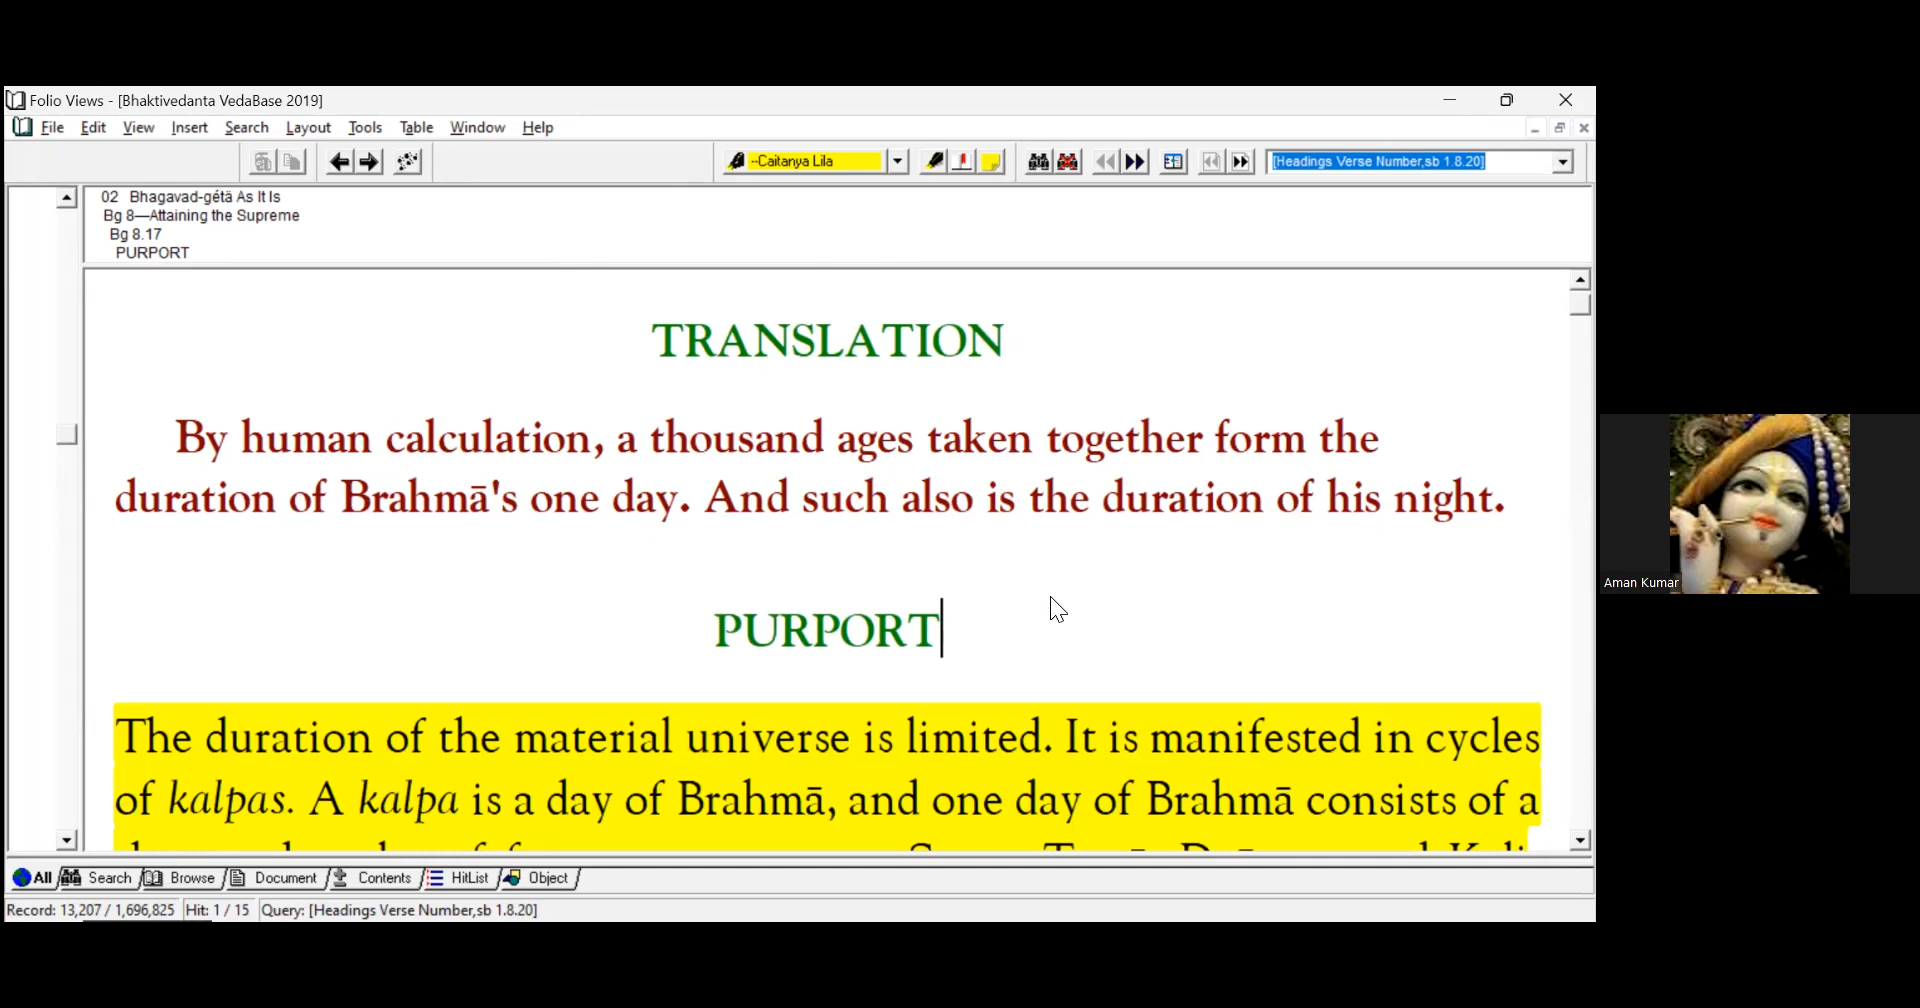 Folio Views - [Bhaktivedanta VedaBase 2019]
File Edit View Insert Search Layout Tools Table Window Help
--Caitanya Lila
[Headings Verse Number,sb 1.8.20]
02 Bhagavad-gétä As It Is
Bg 8—Attaining the Supreme
Bg 8.17
PURPORT
TRANSLATION
By human calculation, a thousand ages taken together form the
duration of Brahmā's one day. And such also is the duration of his night.
PURPORT
The duration of the material universe is limited. It is manifested in cycles
of kalpas. A kalpa is a day of Brahmā, and one day of Brahmā consists of a
Aman Kumar
All Search Browse Document Contents HitList Object
Record: 13,207 / 1,696,825 Hit: 1 / 15 Query: [Headings Verse Number,sb 1.8.20]